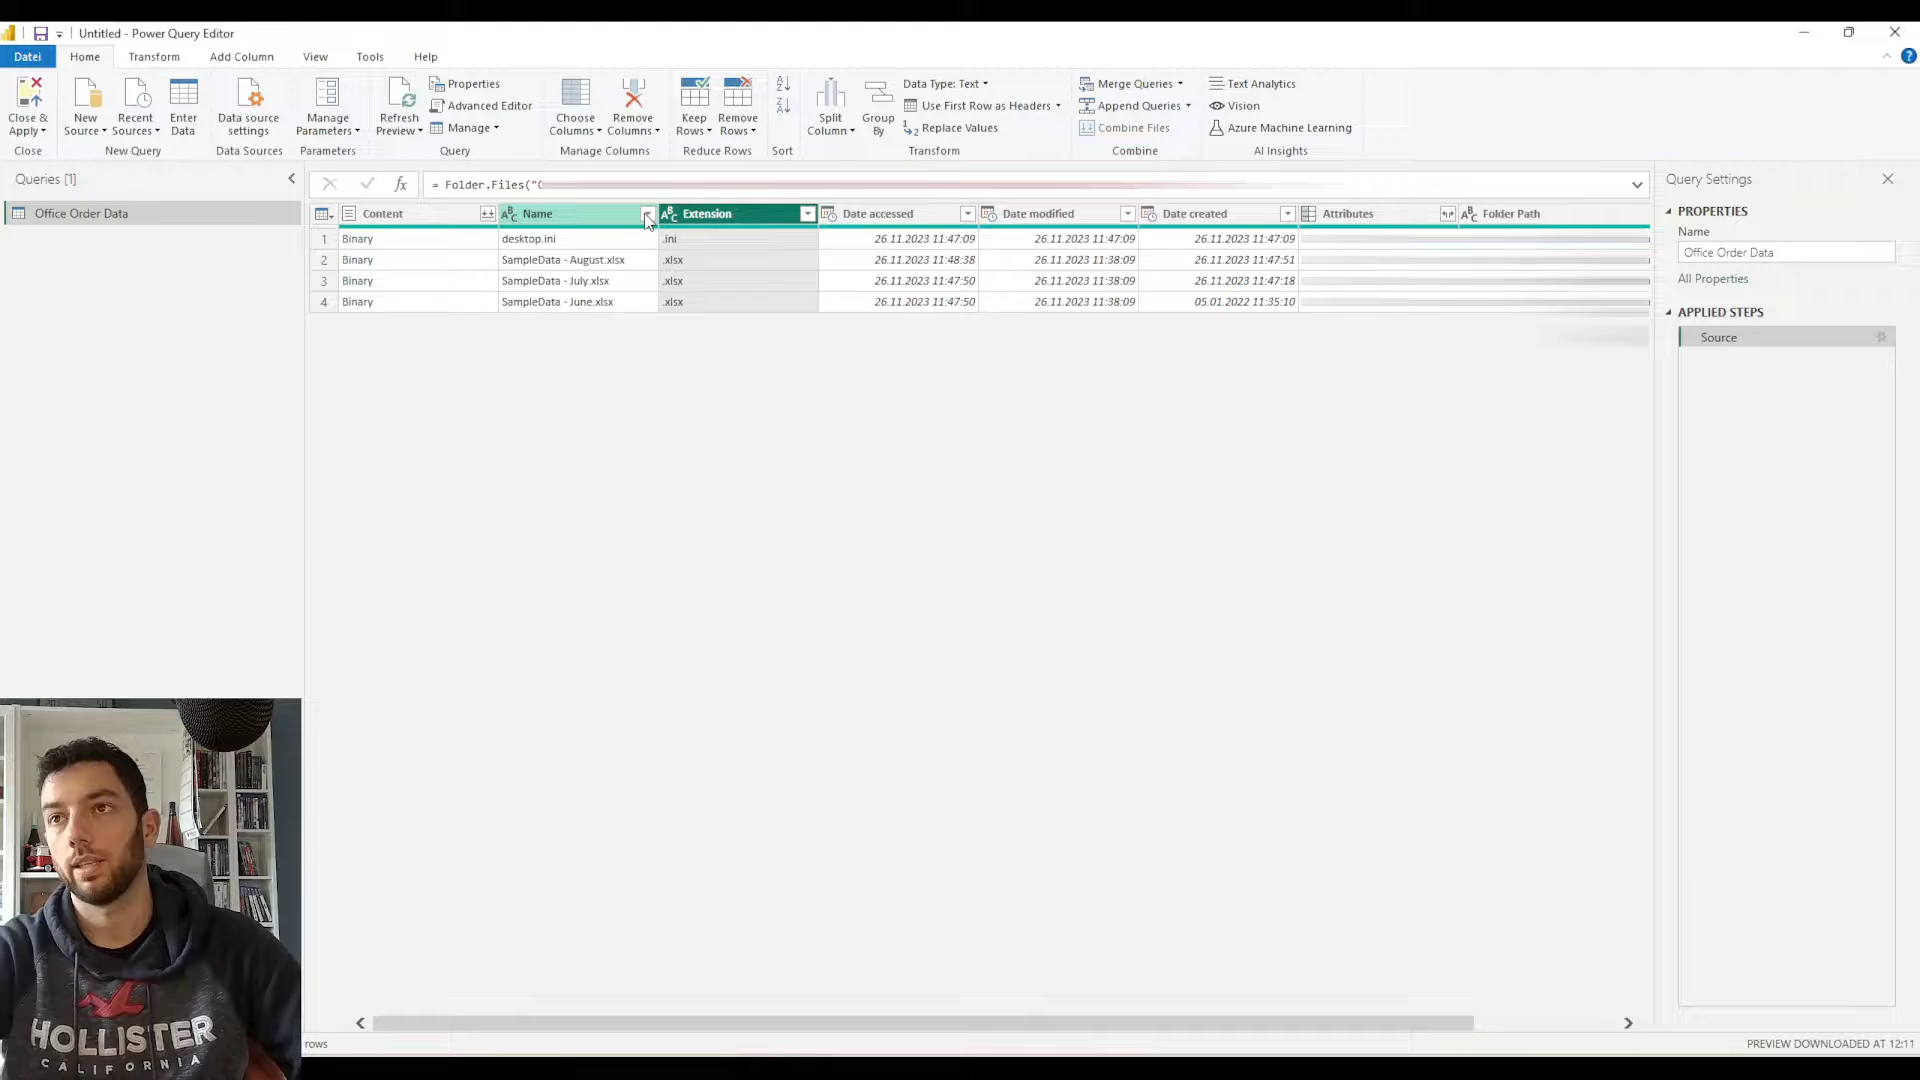 Untitled - Power Query Editor
Datei Home Transform Add Column View Tools Help
Close & Apply New Source Recent Sources Enter Data Data source settings Manage Parameters Refresh Preview Properties Advanced Editor Manage Choose Columns Remove Columns Keep Rows Remove Rows Split Column Group By Data Type: Text Use First Row as Headers Replace Values Merge Queries Append Queries Combine Files Text Analytics Vision Azure Machine Learning
Close New Query Data Sources Parameters Query Manage Columns Reduce Rows Sort Transform Combine AI Insights
Queries [1]
Office Order Data
= Folder.Files("C
Content Name Extension Date accessed Date modified Date created Attributes Folder Path
1 Binary desktop.ini .ini 26.11.2023 11:47:09 26.11.2023 11:47:09 26.11.2023 11:47:09
2 Binary SampleData - August.xlsx .xlsx 26.11.2023 11:48:38 26.11.2023 11:38:09 26.11.2023 11:47:51
3 Binary SampleData - July.xlsx .xlsx 26.11.2023 11:47:50 26.11.2023 11:38:09 26.11.2023 11:47:18
4 Binary SampleData - June.xlsx .xlsx 26.11.2023 11:47:50 26.11.2023 11:38:09 05.01.2022 11:35:10
Query Settings
PROPERTIES
Name
Office Order Data
All Properties
APPLIED STEPS
Source
rows
PREVIEW DOWNLOADED AT 12:11
HOLLISTER
CALIFORNIA